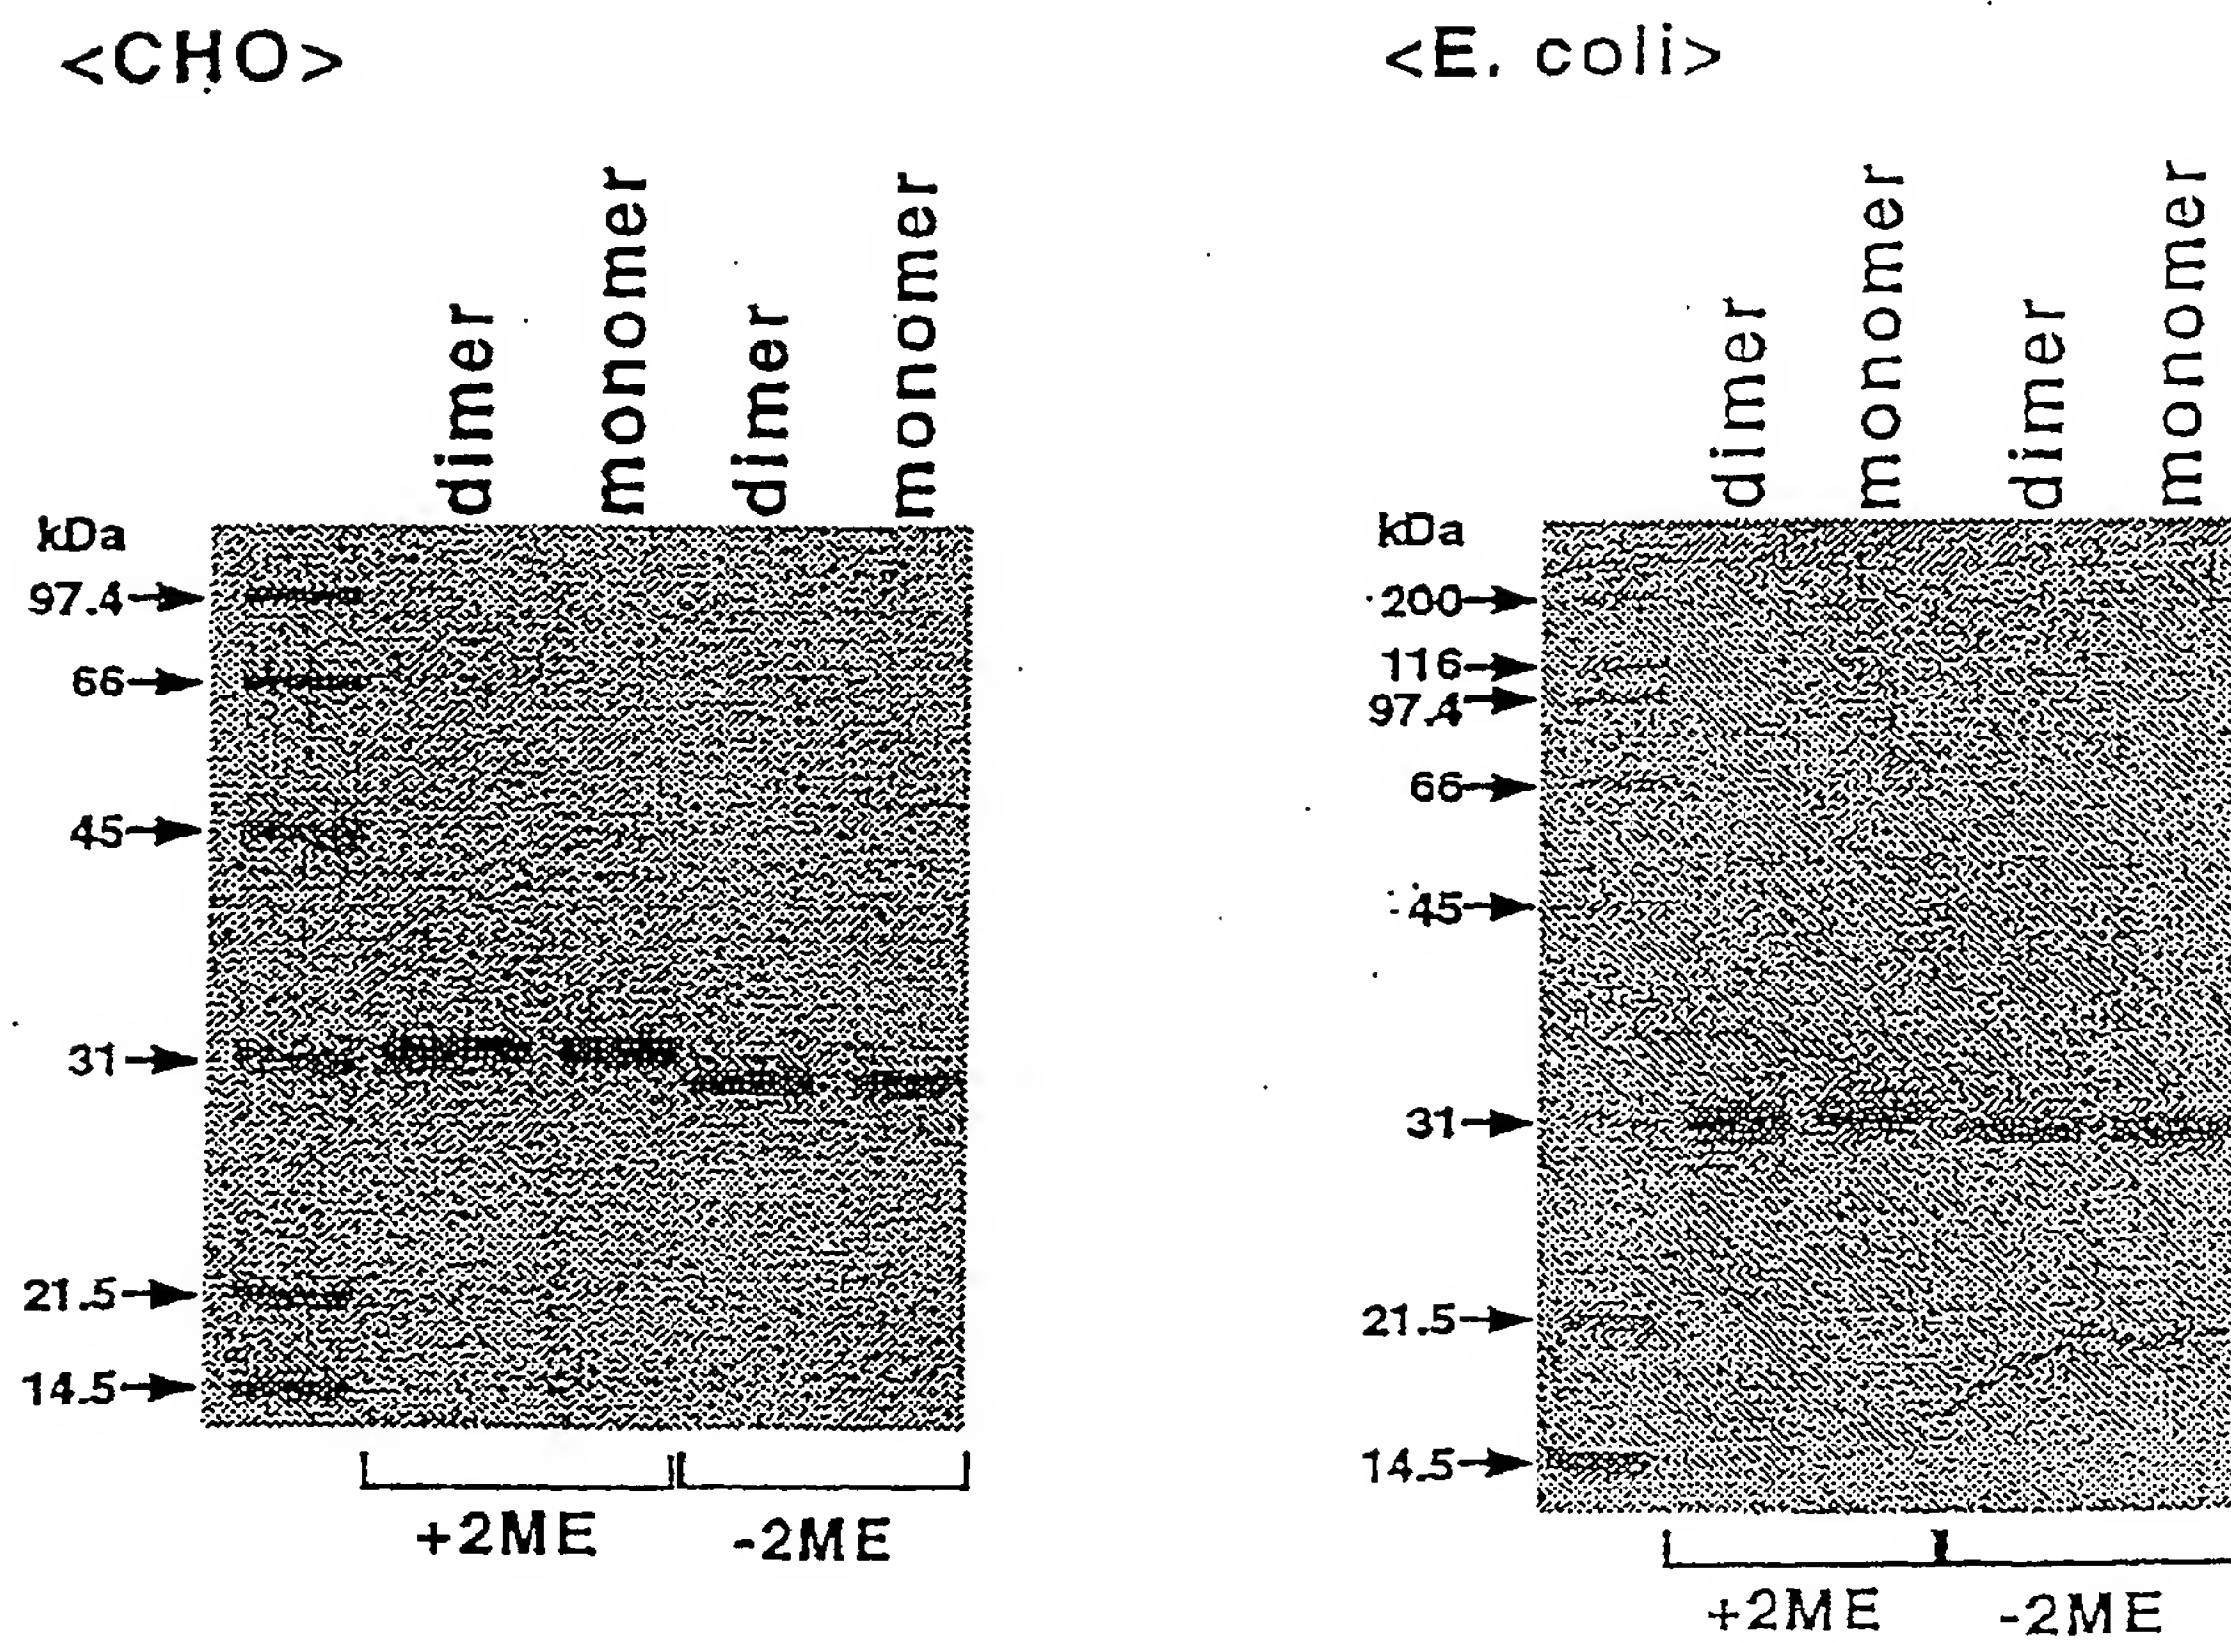 <CHO>
dimer
monomer
dimer
monomer
kDa
97.4
66
45
31
21.5
14.5
+2ME
-2ME
<E. coli>
dimer
monomer
dimer
monomer
kDa
200
116
97.4
66
45
31
21.5
14.5
+2ME
-2ME